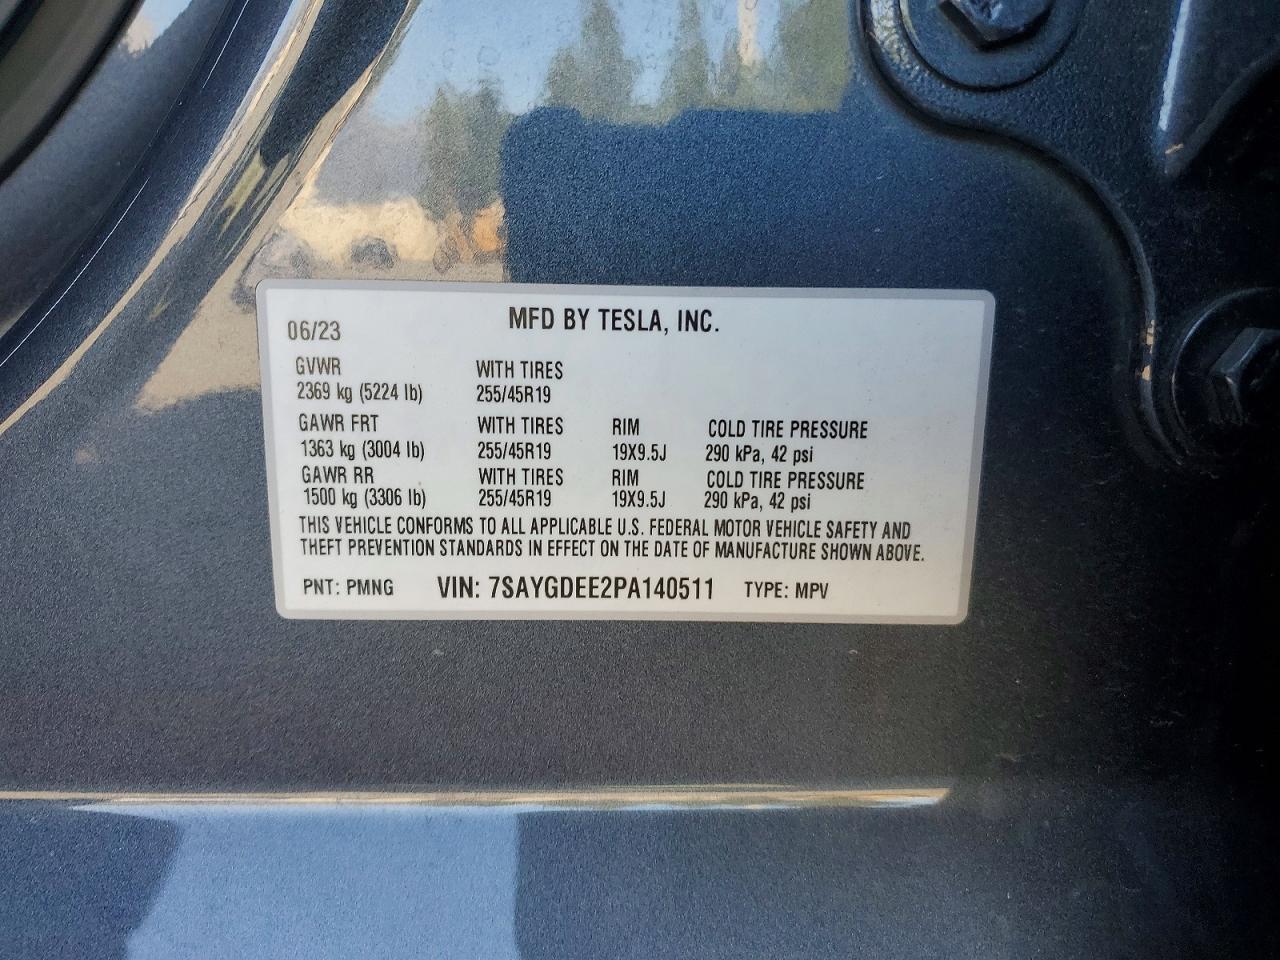 MFD BY TESLA, INC.
06/23
GVWR WITH TIRES
2369 kg (5224 lb) 255/45R19
GAWR FRT WITH TIRES RIM COLD TIRE PRESSURE
1363 kg (3004 lb) 255/45R19 19X9.5J 290 kPa, 42 psi
GAWR RR WITH TIRES RIM COLD TIRE PRESSURE
1500 kg (3306 lb) 255/45R19 19X9.5J 290 kPa, 42 psi
THIS VEHICLE CONFORMS TO ALL APPLICABLE U.S. FEDERAL MOTOR VEHICLE SAFETY AND
THEFT PREVENTION STANDARDS IN EFFECT ON THE DATE OF MANUFACTURE SHOWN ABOVE.
PNT: PMNG VIN: 7SAYGDEE2PA140511 TYPE: MPV